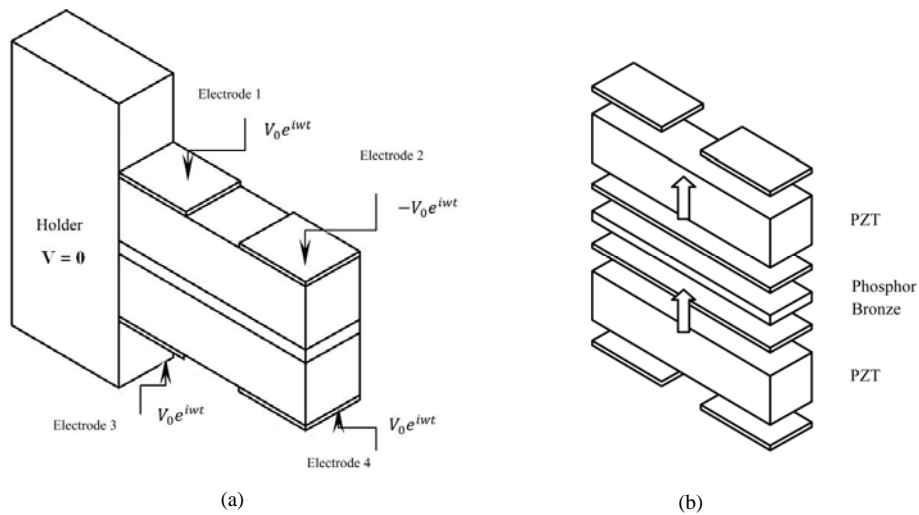 Electrode 1
V₀e^{iwt}
Electrode 2
−V₀e^{iwt}
Holder
V = 0
PZT
Phosphor
Bronze
PZT
Electrode 3
V₀e^{iwt}
V₀e^{iwt}
Electrode 4
(a)
(b)